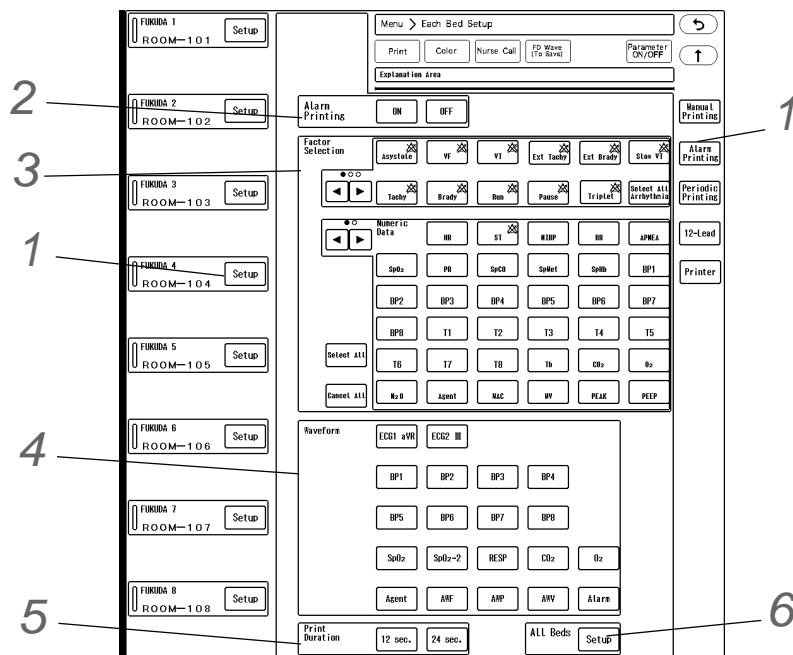 FUKUDA 1
ROOM-101
Setup
Menu > Each Bed Setup
Print Color Nurse Call FD Wave (To Save) Parameter ON/OFF
Explanation Area
2
FUKUDA 2
ROOM-102
Setup
Alarm Printing
ON OFF
Manual Printing
1
3
Factor Selection
Asystole VF VT Ext Tachy Ext Brady Slow VT
Alarm Printing
FUKUDA 3
ROOM-103
Setup
Tachy Brady Run Pause Triplet Select All Arrhythmia
Periodic Printing
Numeric Data
HR ST NIBP RR APNEA
12-Lead
1
FUKUDA 4
ROOM-104
Setup
SpO2 PR SpCO SpMet SpHb BP1
Printer
BP2 BP3 BP4 BP5 BP6 BP7
BP8 T1 T2 T3 T4 T5
FUKUDA 5
ROOM-105
Setup
Select All
T6 T7 T8 Tb CO2 O2
Cancel All
N2O Agent MAC MV PEAK PEEP
4
FUKUDA 6
ROOM-106
Setup
Waveform
ECG1 aVR ECG2 III
BP1 BP2 BP3 BP4
FUKUDA 7
ROOM-107
Setup
BP5 BP6 BP7 BP8
SpO2 SpO2-2 RESP CO2 O2
FUKUDA 8
ROOM-108
Setup
Agent AWF AWP AWV Alarm
5
Print Duration
12 sec. 24 sec.
All Beds
Setup
6